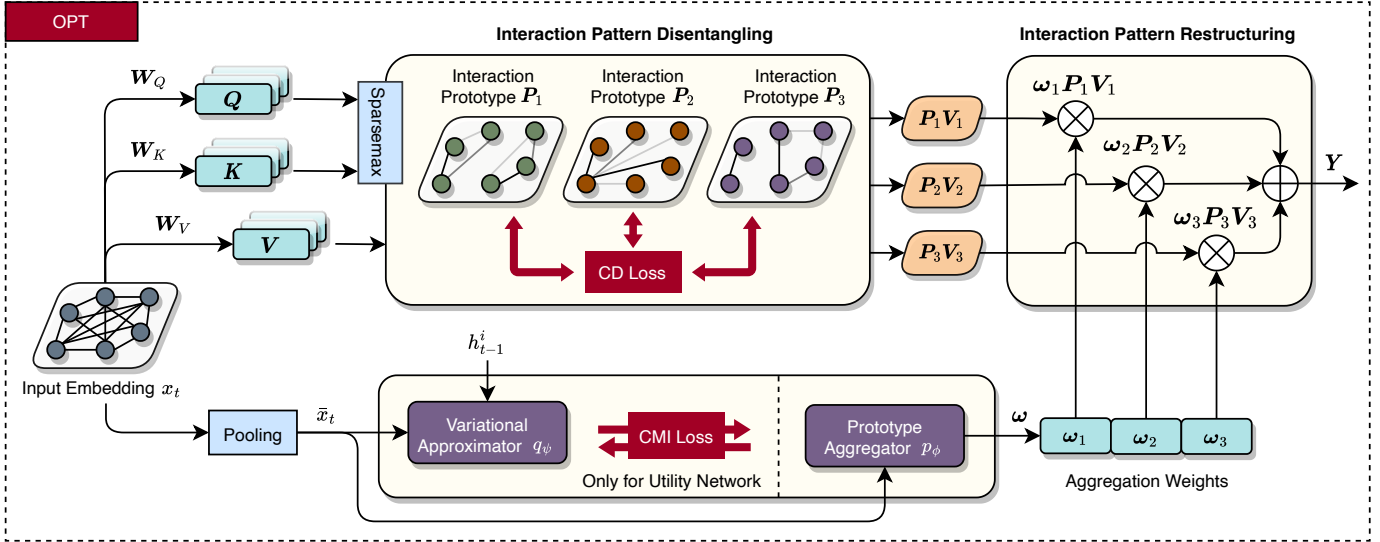 OPT
Interaction Pattern Disentangling
Interaction Pattern Restructuring
W_Q
Q
W_K
K
W_V
V
Sparsemax
Interaction
Prototype P_1
Interaction
Prototype P_2
Interaction
Prototype P_3
CD Loss
P_1V_1
P_2V_2
P_3V_3
ω_1P_1V_1
ω_2P_2V_2
ω_3P_3V_3
Y
Input Embedding x_t
Pooling
x̄_t
h^i_{t-1}
Variational
Approximator q_ψ
CMI Loss
Only for Utility Network
Prototype
Aggregator p_ϕ
ω
ω_1 ω_2 ω_3
Aggregation Weights